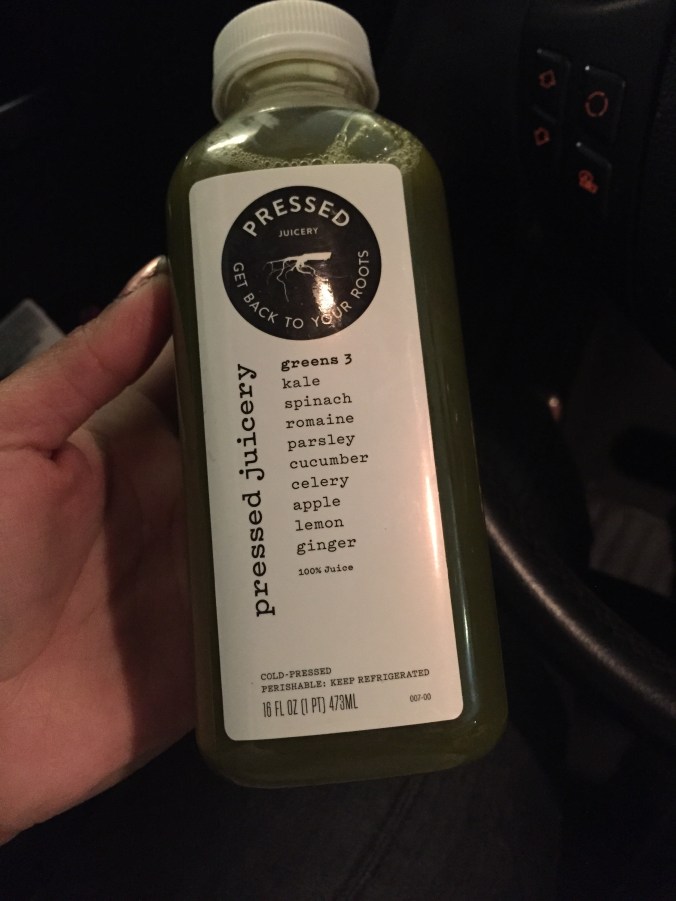 PRESSED
JUICERY
GET BACK TO YOUR ROOTS
pressed juicery
greens 3
kale
spinach
romaine
parsley
cucumber
celery
apple
lemon
ginger
100% Juice
COLD-PRESSED
PERISHABLE: KEEP REFRIGERATED
16 FL OZ (1 PT) 473ML
007-00